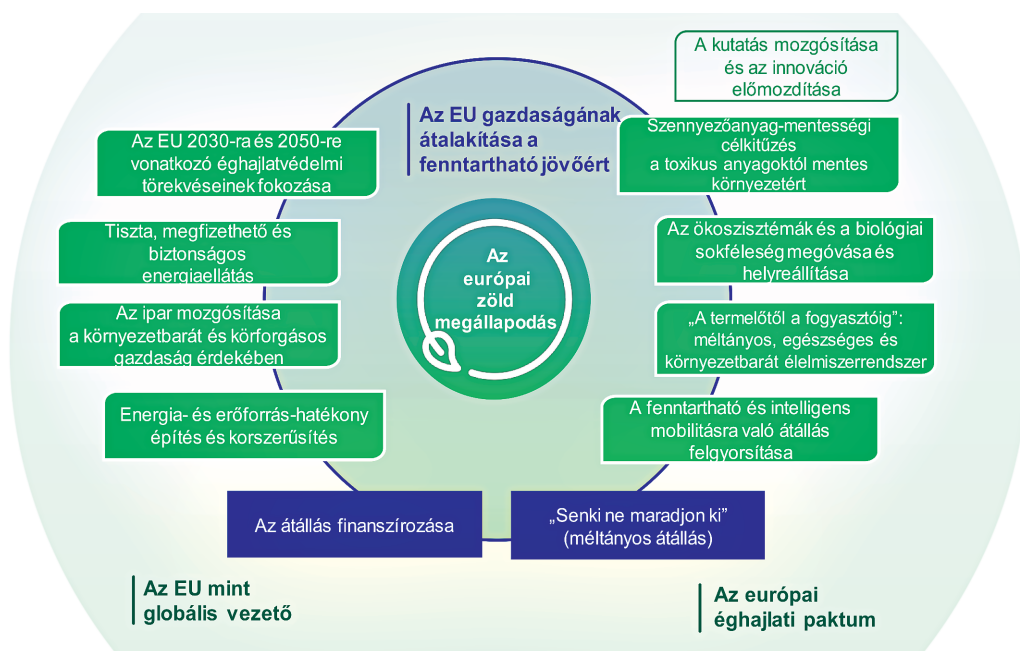 A kutatás mozgósítása
és az innováció
előmozdítása
Az EU gazdaságának
átalakítása a
fenntartható jövőért
Az EU 2030-ra és 2050-re
vonatkozó éghajlatvédelmi
törekvéseinek fokozása
Szennyezőanyag-mentességi
célkitűzés
a toxikus anyagoktól mentes
környezetért
Tiszta, megfizethető és
biztonságos
energiaellátás
Az ökoszisztémák és a biológiai
sokféleség megóvása és
helyreállítása
Az
európai
zöld
megállapodás
Az ipar mozgósítása
a környezetbarát és körforgásos
gazdaság érdekében
„A termelőtől a fogyasztóig”:
méltányos, egészséges és
környezetbarát élelmiszerrendszer
Energia- és erőforrás-hatékony
építés és korszerűsítés
A fenntartható és intelligens
mobilitásra való átállás
felgyorsítása
Az átállás finanszírozása
„Senki ne maradjon ki”
(méltányos átállás)
Az EU mint
globális vezető
Az európai
éghajlati paktum